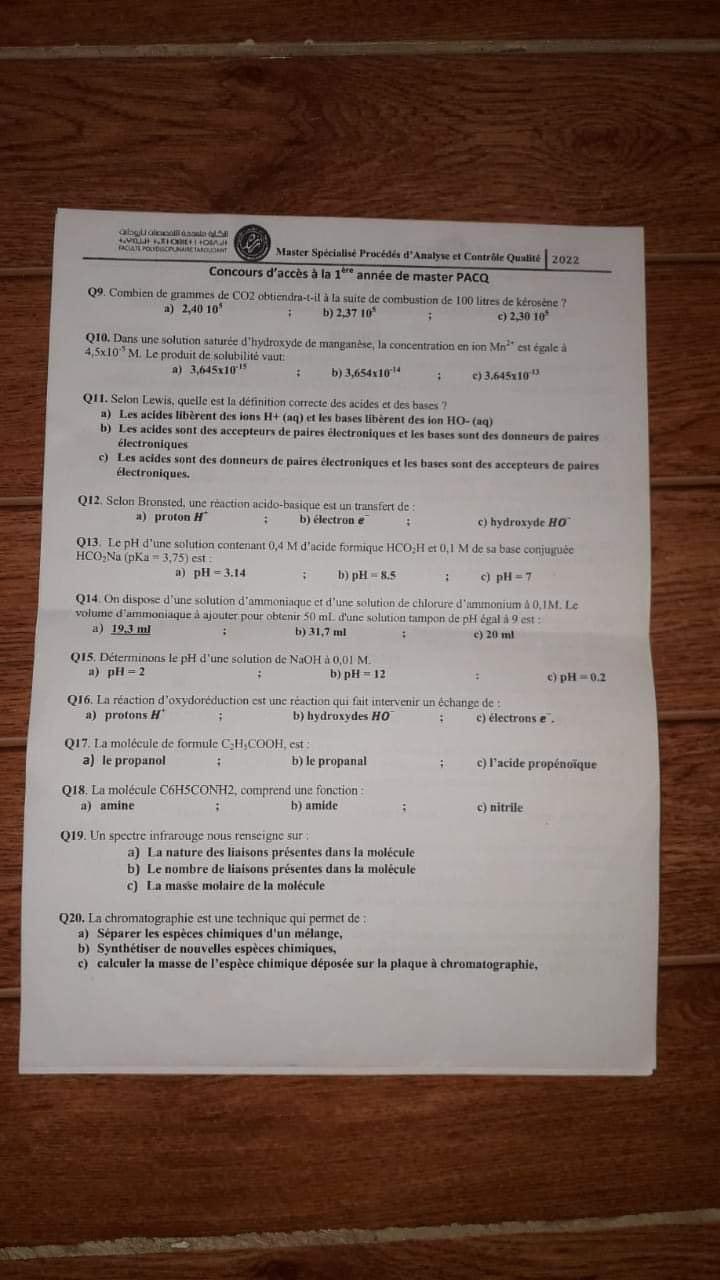 الكلية متعددة التخصصات تارودانت
FACULTÉ POLYDISCIPLINAIRE TAROUDANT
Master Spécialisé Procédés d'Analyse et Contrôle Qualité | 2022
Concours d'accès à la 1ère année de master PACQ
Q9. Combien de grammes de CO2 obtiendra-t-il à la suite de combustion de 100 litres de kérosène ?
a) 2,40 10⁵ ; b) 2,37 10⁵ ; c) 2,30 10⁵
Q10. Dans une solution saturée d'hydroxyde de manganèse, la concentration en ion Mn²⁺ est égale à
4,5x10⁻⁵ M. Le produit de solubilité vaut:
a) 3,645x10⁻¹⁵ ; b) 3,654x10⁻¹⁴ ; c) 3.645x10⁻¹³
Q11. Selon Lewis, quelle est la définition correcte des acides et des bases ?
a) Les acides libèrent des ions H+ (aq) et les bases libèrent des ion HO- (aq)
b) Les acides sont des accepteurs de paires électroniques et les bases sont des donneurs de paires
électroniques
c) Les acides sont des donneurs de paires électroniques et les bases sont des accepteurs de paires
électroniques.
Q12. Selon Bronsted, une réaction acido-basique est un transfert de :
a) proton H⁺ ; b) électron e⁻ ; c) hydroxyde HO⁻
Q13. Le pH d'une solution contenant 0,4 M d'acide formique HCO₂H et 0,1 M de sa base conjuguée
HCO₂Na (pKa = 3,75) est :
a) pH = 3.14 ; b) pH = 8.5 ; c) pH = 7
Q14. On dispose d'une solution d'ammoniaque et d'une solution de chlorure d'ammonium à 0,1M. Le
volume d'ammoniaque à ajouter pour obtenir 50 mL d'une solution tampon de pH égal à 9 est :
a) 19,3 ml ; b) 31,7 ml ; c) 20 ml
Q15. Déterminons le pH d'une solution de NaOH à 0,01 M.
a) pH = 2 ; b) pH = 12 ; c) pH = 0.2
Q16. La réaction d'oxydoréduction est une réaction qui fait intervenir un échange de :
a) protons H⁺ ; b) hydroxydes HO⁻ ; c) électrons e⁻.
Q17. La molécule de formule C₂H₃COOH, est :
a) le propanol ; b) le propanal ; c) l'acide propénoïque
Q18. La molécule C6H5CONH2, comprend une fonction :
a) amine ; b) amide ; c) nitrile
Q19. Un spectre infrarouge nous renseigne sur :
a) La nature des liaisons présentes dans la molécule
b) Le nombre de liaisons présentes dans la molécule
c) La masse molaire de la molécule
Q20. La chromatographie est une technique qui permet de :
a) Séparer les espèces chimiques d'un mélange,
b) Synthétiser de nouvelles espèces chimiques,
c) calculer la masse de l'espèce chimique déposée sur la plaque à chromatographie,